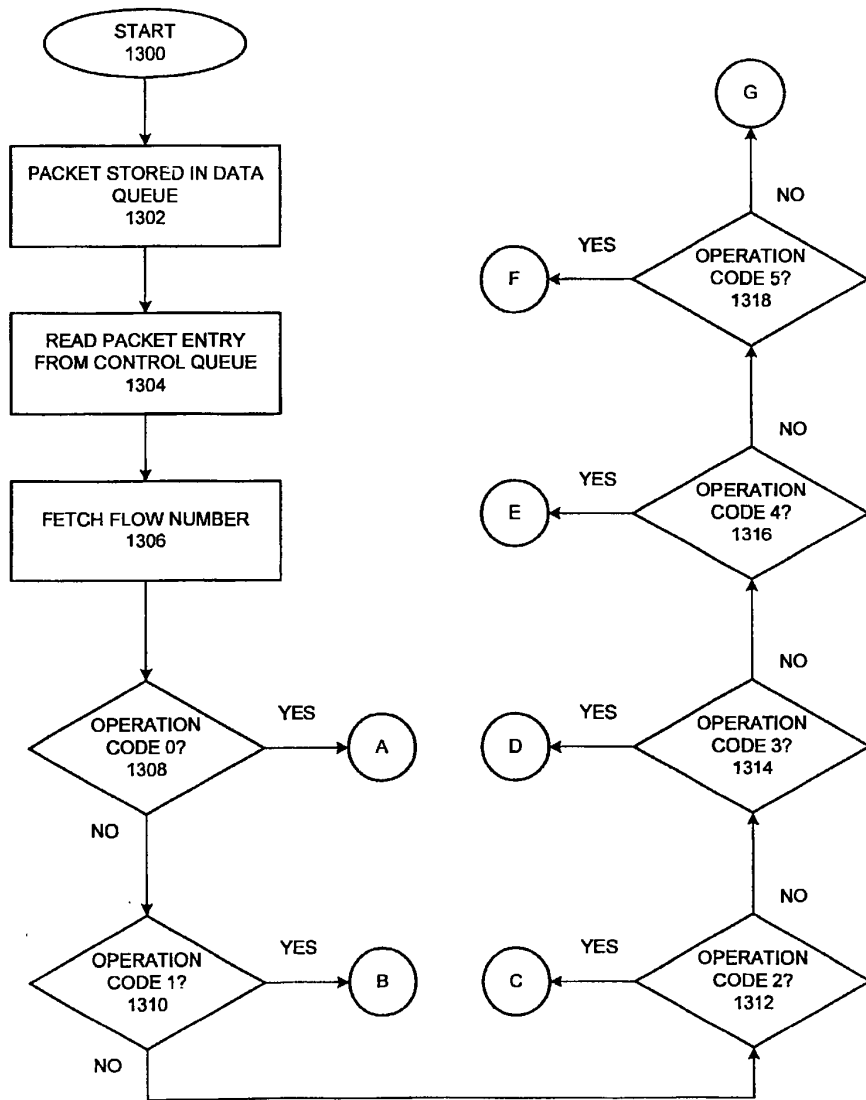 START
1300
PACKET STORED IN DATA
QUEUE
1302
READ PACKET ENTRY
FROM CONTROL QUEUE
1304
FETCH FLOW NUMBER
1306
OPERATION
CODE 0?
1308
YES
A
NO
OPERATION
CODE 1?
1310
YES
B
NO
OPERATION
CODE 2?
1312
YES
C
NO
OPERATION
CODE 3?
1314
YES
D
NO
OPERATION
CODE 4?
1316
YES
E
NO
OPERATION
CODE 5?
1318
YES
F
NO
G